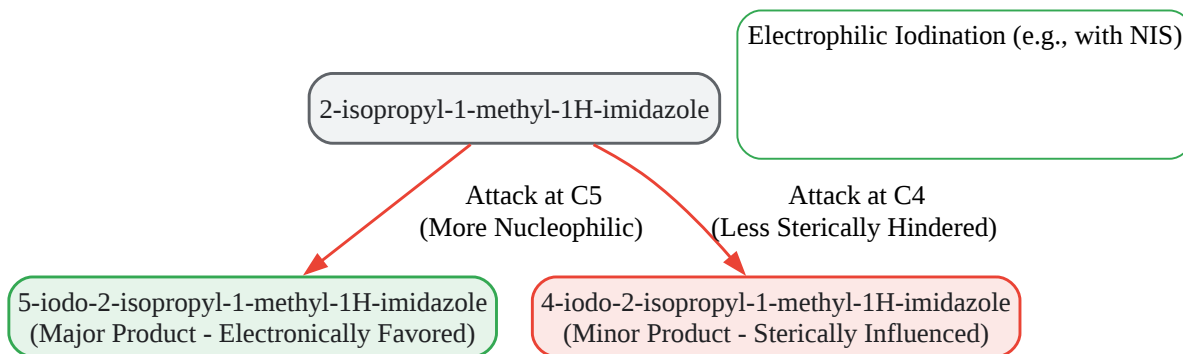 Electrophilic Iodination (e.g., with NIS)
2-isopropyl-1-methyl-1H-imidazole
Attack at C5
(More Nucleophilic)
Attack at C4
(Less Sterically Hindered)
5-iodo-2-isopropyl-1-methyl-1H-imidazole
(Major Product - Electronically Favored)
4-iodo-2-isopropyl-1-methyl-1H-imidazole
(Minor Product - Sterically Influenced)